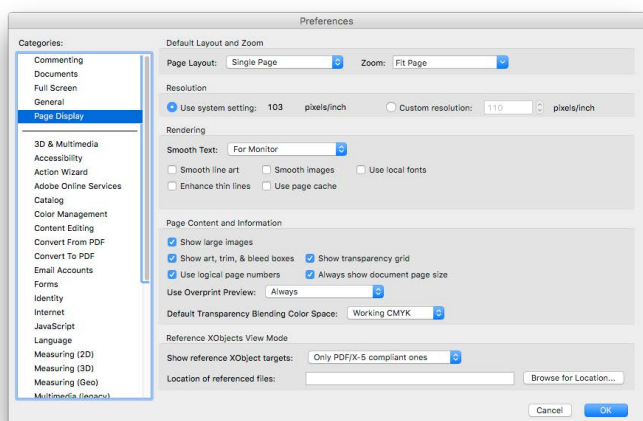 Preferences
Categories:
Commenting
Documents
Full Screen
General
Page Display
3D & Multimedia
Accessibility
Action Wizard
Adobe Online Services
Catalog
Color Management
Content Editing
Convert From PDF
Convert To PDF
Email Accounts
Forms
Identity
Internet
JavaScript
Language
Measuring (2D)
Measuring (3D)
Measuring (Geo)
Multimedia (legacy)
Default Layout and Zoom
Page Layout: Single Page Zoom: Fit Page
Resolution
Use system setting: 103 pixels/inch Custom resolution: 110 pixels/inch
Rendering
Smooth Text: For Monitor
Smooth line art Smooth images Use local fonts
Enhance thin lines Use page cache
Page Content and Information
Show large images
Show art, trim, & bleed boxes Show transparency grid
Use logical page numbers Always show document page size
Use Overprint Preview: Always
Default Transparency Blending Color Space: Working CMYK
Reference XObjects View Mode
Show reference XObject targets: Only PDF/X-5 compliant ones
Location of referenced files: Browse for Location...
Cancel OK